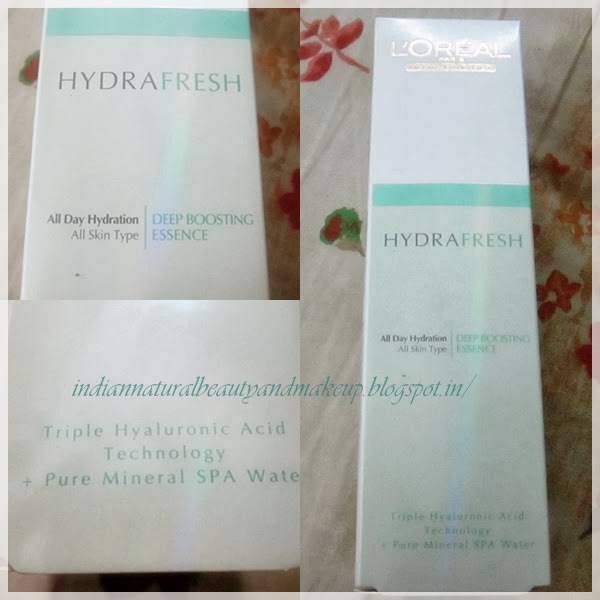 HYDRAFRESH
All Day Hydration DEEP BOOSTING
All Skin Type ESSENCE
indiannaturalbeautyandmakeup.blogspot.in/
Triple Hyaluronic Acid
Technology
+ Pure Mineral SPA Wate
L'ORÉAL
PARIS
HYDRAFRESH
All Day Hydration DEEP BOOSTING
All Skin Type ESSENCE
Triple Hyaluronic Acid
Technology
+ Pure Mineral SPA Water